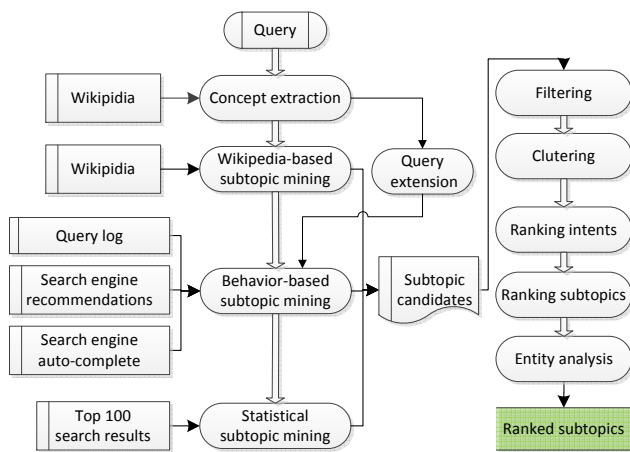 Query
Wikipidia
Concept extraction
Wikipidia
Wikipedia-based
subtopic mining
Query
extension
Query log
Search engine
recommendations
Search engine
auto-complete
Behavior-based
subtopic mining
Subtopic
candidates
Top 100
search results
Statistical
subtopic mining
Filtering
Clutering
Ranking intents
Ranking subtopics
Entity analysis
Ranked subtopics